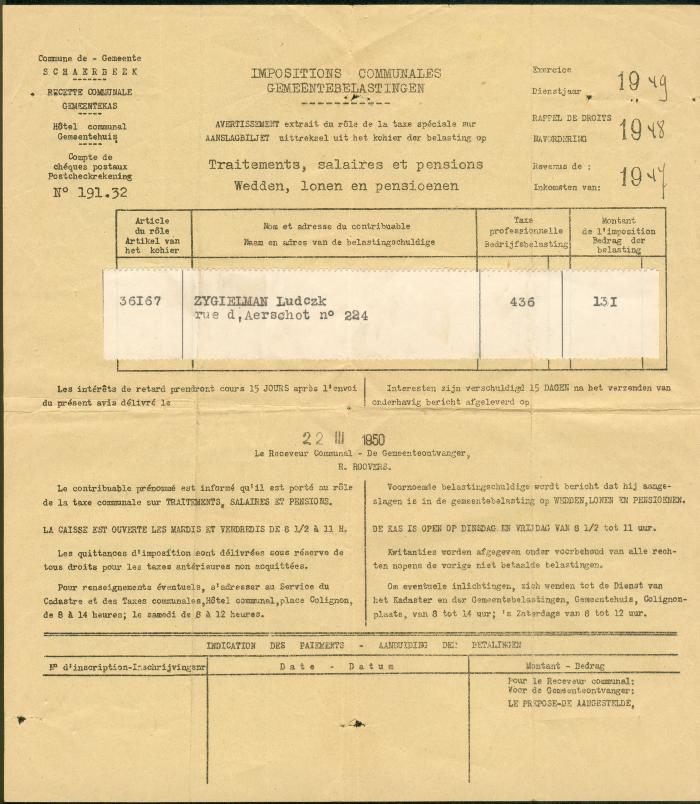 Commune de - Gemeente
SCHAERBEEK
RECETTE COMMUNALE
GEMEENTEKAS
Hôtel communal
Gemeentehuis
Compte de
chéques postaux
Postcheckrekening
N° 191.32
IMPOSITIONS COMMUNALES
GEMEENTEBELASTINGEN
AVERTISSEMENT extrait du rôle de la taxe spéciale sur
AANSLAGBILJET uittreksel uit het kohier der belasting op
Traitements, salaires et pensions
Wedden, lonen en pensioenen
Exercice
Dienstjaar 1949
RAPPEL DE DROITS
NAVORDERING 1948
Revenus de :
Inkomsten van: 1947
Article
du rôle
Artikel van
het kohier
Nom et adresse du contribuable
Naam en adres van de belastingschuldige
Taxe
professionnelle
Bedrijfsbelasting
Montant
de l'imposition
Bedrag der
belasting
36I67 ZYGIELMAN Ludczk 436 13I
rue d,Aerschot n° 224
Les intérêts de retard prendront cours 15 JOURS après l'envoi
du présent avis délivré le
Interesten zijn verschuldigd 15 DAGEN na het verzenden van
onderhavig bericht afgeleverd op
22 III 1950
Le Receveur Communal - De Gemeenteontvanger,
R. ROOVERS.
Le contribuable prénommé est informé qu'il est porté au rôle
de la taxe communale sur TRAITEMENTS, SALAIRES ET PENSIONS.
LA CAISSE EST OUVERTE LES MARDIS ET VENDREDIS DE 8 1/2 à 11 H.
Les quittances d'imposition sont délivrées sous réserve de
tous droits pour les taxes antérieures non acquittées.
Pour renseignements éventuels, s'adresser au Service du
Cadastre et des Taxes communales,Hôtel communal,place Colignon,
de 8 à 14 heures; le samedi de 8 à 12 heures.
Voornoemde belastingschuldige wordt bericht dat hij aange-
slagen is in de gemeentebelasting op WEDDEN,LOWEN EN PENSIOENEN.
DE KAS IS OPEN OP DINSDAG EN VRIJDAG VAN 8 1/2 tot 11 uur.
Kwitanties worden afgegeven onder voorbehoud van alle rech-
ten nopens de vorige niet betaalde belastingen.
Om eventuele inlichtingen, zich wenden tot de Dienst van
het Kadaster en der Gemeentebelastingen, Gemeentehuis, Colignon-
plaats, van 8 tot 14 uur; 's Zaterdags van 8 tot 12 uur.
INDICATION DES PAIEMENTS - AANDUIDING DER BETALINGEN
N° d'inscription-Inschrijvingsnr
Date - Datum
Montant - Bedrag
Pour le Receveur communal:
Voor de Gemeenteontvanger:
LE PREPOSE-DE AANGESTELDE,